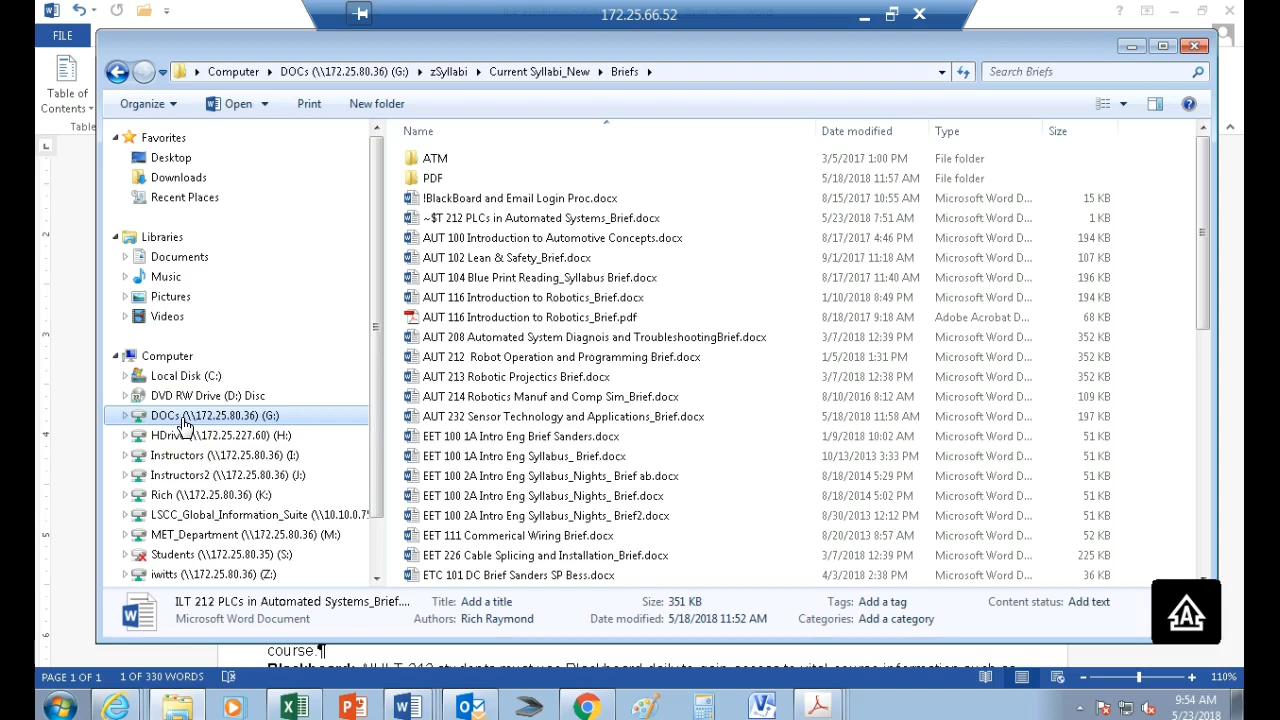 172.25.66.52
FILE
Table of
Contents
Table
Computer DOCs (\\172.25.80.36) (G:) zSyllabi Current Syllabi_New Briefs
Search Briefs
Organize Open Print New folder
Favorites
Desktop
Downloads
Recent Places
Libraries
Documents
Music
Pictures
Videos
Computer
Local Disk (C:)
DVD RW Drive (D:) Disc
DOCs (\\172.25.80.36) (G:)
HDrive (\\172.25.227.60) (H:)
Instructors (\\172.25.80.36) (I:)
Instructors2 (\\172.25.80.36) (J:)
Rich (\\172.25.80.36) (K:)
LSCC_Global_Information_Suite (\\10.10.0.75
MET_Department (\\172.25.80.36) (M:)
Students (\\172.25.80.35) (S:)
iwitts (\\172.25.80.36) (Z:)
Name Date modified Type Size
ATM 3/5/2017 1:00 PM File folder
PDF 5/18/2018 11:57 AM File folder
!BlackBoard and Email Login Proc.docx 8/15/2017 10:55 AM Microsoft Word D... 15 KB
~$T 212 PLCs in Automated Systems_Brief.docx 5/23/2018 7:51 AM Microsoft Word D... 1 KB
AUT 100 Introduction to Automotive Concepts.docx 8/17/2017 4:46 PM Microsoft Word D... 194 KB
AUT 102 Lean & Safety_Brief.docx 9/1/2017 11:18 AM Microsoft Word D... 107 KB
AUT 104 Blue Print Reading_Syllabus Brief.docx 8/17/2017 11:40 AM Microsoft Word D... 196 KB
AUT 116 Introduction to Robotics_Brief.docx 1/10/2018 8:49 PM Microsoft Word D... 194 KB
AUT 116 Introduction to Robotics_Brief.pdf 8/18/2017 9:18 AM Adobe Acrobat D... 68 KB
AUT 208 Automated System Diagnois and TroubleshootingBrief.docx 3/7/2018 12:39 PM Microsoft Word D... 352 KB
AUT 212 Robot Operation and Programming Brief.docx 1/5/2018 1:31 PM Microsoft Word D... 352 KB
AUT 213 Robotic Projectics Brief.docx 3/7/2018 12:39 PM Microsoft Word D... 352 KB
AUT 214 Robotics Manuf and Comp Sim_Brief.docx 8/10/2016 8:12 AM Microsoft Word D... 109 KB
AUT 232 Sensor Technology and Applications_Brief.docx 5/18/2018 11:58 AM Microsoft Word D... 197 KB
EET 100 1A Intro Eng Brief Sanders.docx 1/9/2018 10:02 AM Microsoft Word D... 51 KB
EET 100 1A Intro Eng Syllabus_ Brief.docx 10/13/2013 3:33 PM Microsoft Word D... 51 KB
EET 100 2A Intro Eng Syllabus_Nights_ Brief ab.docx 8/18/2014 5:29 PM Microsoft Word D... 51 KB
EET 100 2A Intro Eng Syllabus_Nights_ Brief.docx 8/18/2014 5:02 PM Microsoft Word D... 51 KB
EET 100 2A Intro Eng Syllabus_Nights_ Brief2.docx 8/20/2013 12:12 PM Microsoft Word D... 51 KB
EET 111 Commerical Wiring Brief.docx 8/20/2013 8:57 AM Microsoft Word D... 52 KB
EET 226 Cable Splicing and Installation_Brief.docx 3/7/2018 12:39 PM Microsoft Word D... 225 KB
ETC 101 DC Brief Sanders SP Bess.docx 4/3/2018 2:38 PM Microsoft Word D... 36 KB
ILT 212 PLCs in Automated Systems_Brief.... Title: Add a title Size: 351 KB Tags: Add a tag Content status: Add text
Microsoft Word Document Authors: Rich Raymond Date modified: 5/18/2018 11:52 AM Categories: Add a category
course.¶
PAGE 1 OF 1 1 OF 330 WORDS 110%
9:54 AM
5/23/2018